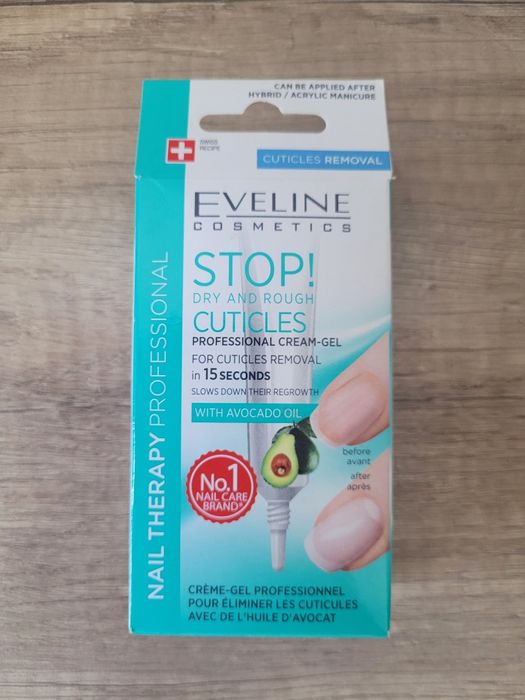 CAN BE APPLIED AFTER
HYBRID / ACRYLIC MANICURE
SWISS
RECIPE
CUTICLES REMOVAL
EVELINE
COSMETICS
STOP!
DRY AND ROUGH
CUTICLES
PROFESSIONAL CREAM-GEL
FOR CUTICLES REMOVAL
in 15 SECONDS
SLOWS DOWN THEIR REGROWTH
WITH AVOCADO OIL
before
avant
after
après
No.1
NAIL CARE
BRAND*
NAIL THERAPY PROFESSIONAL
CRÈME-GEL PROFESSIONNEL
POUR ÉLIMINER LES CUTICULES
AVEC DE L'HUILE D'AVOCAT